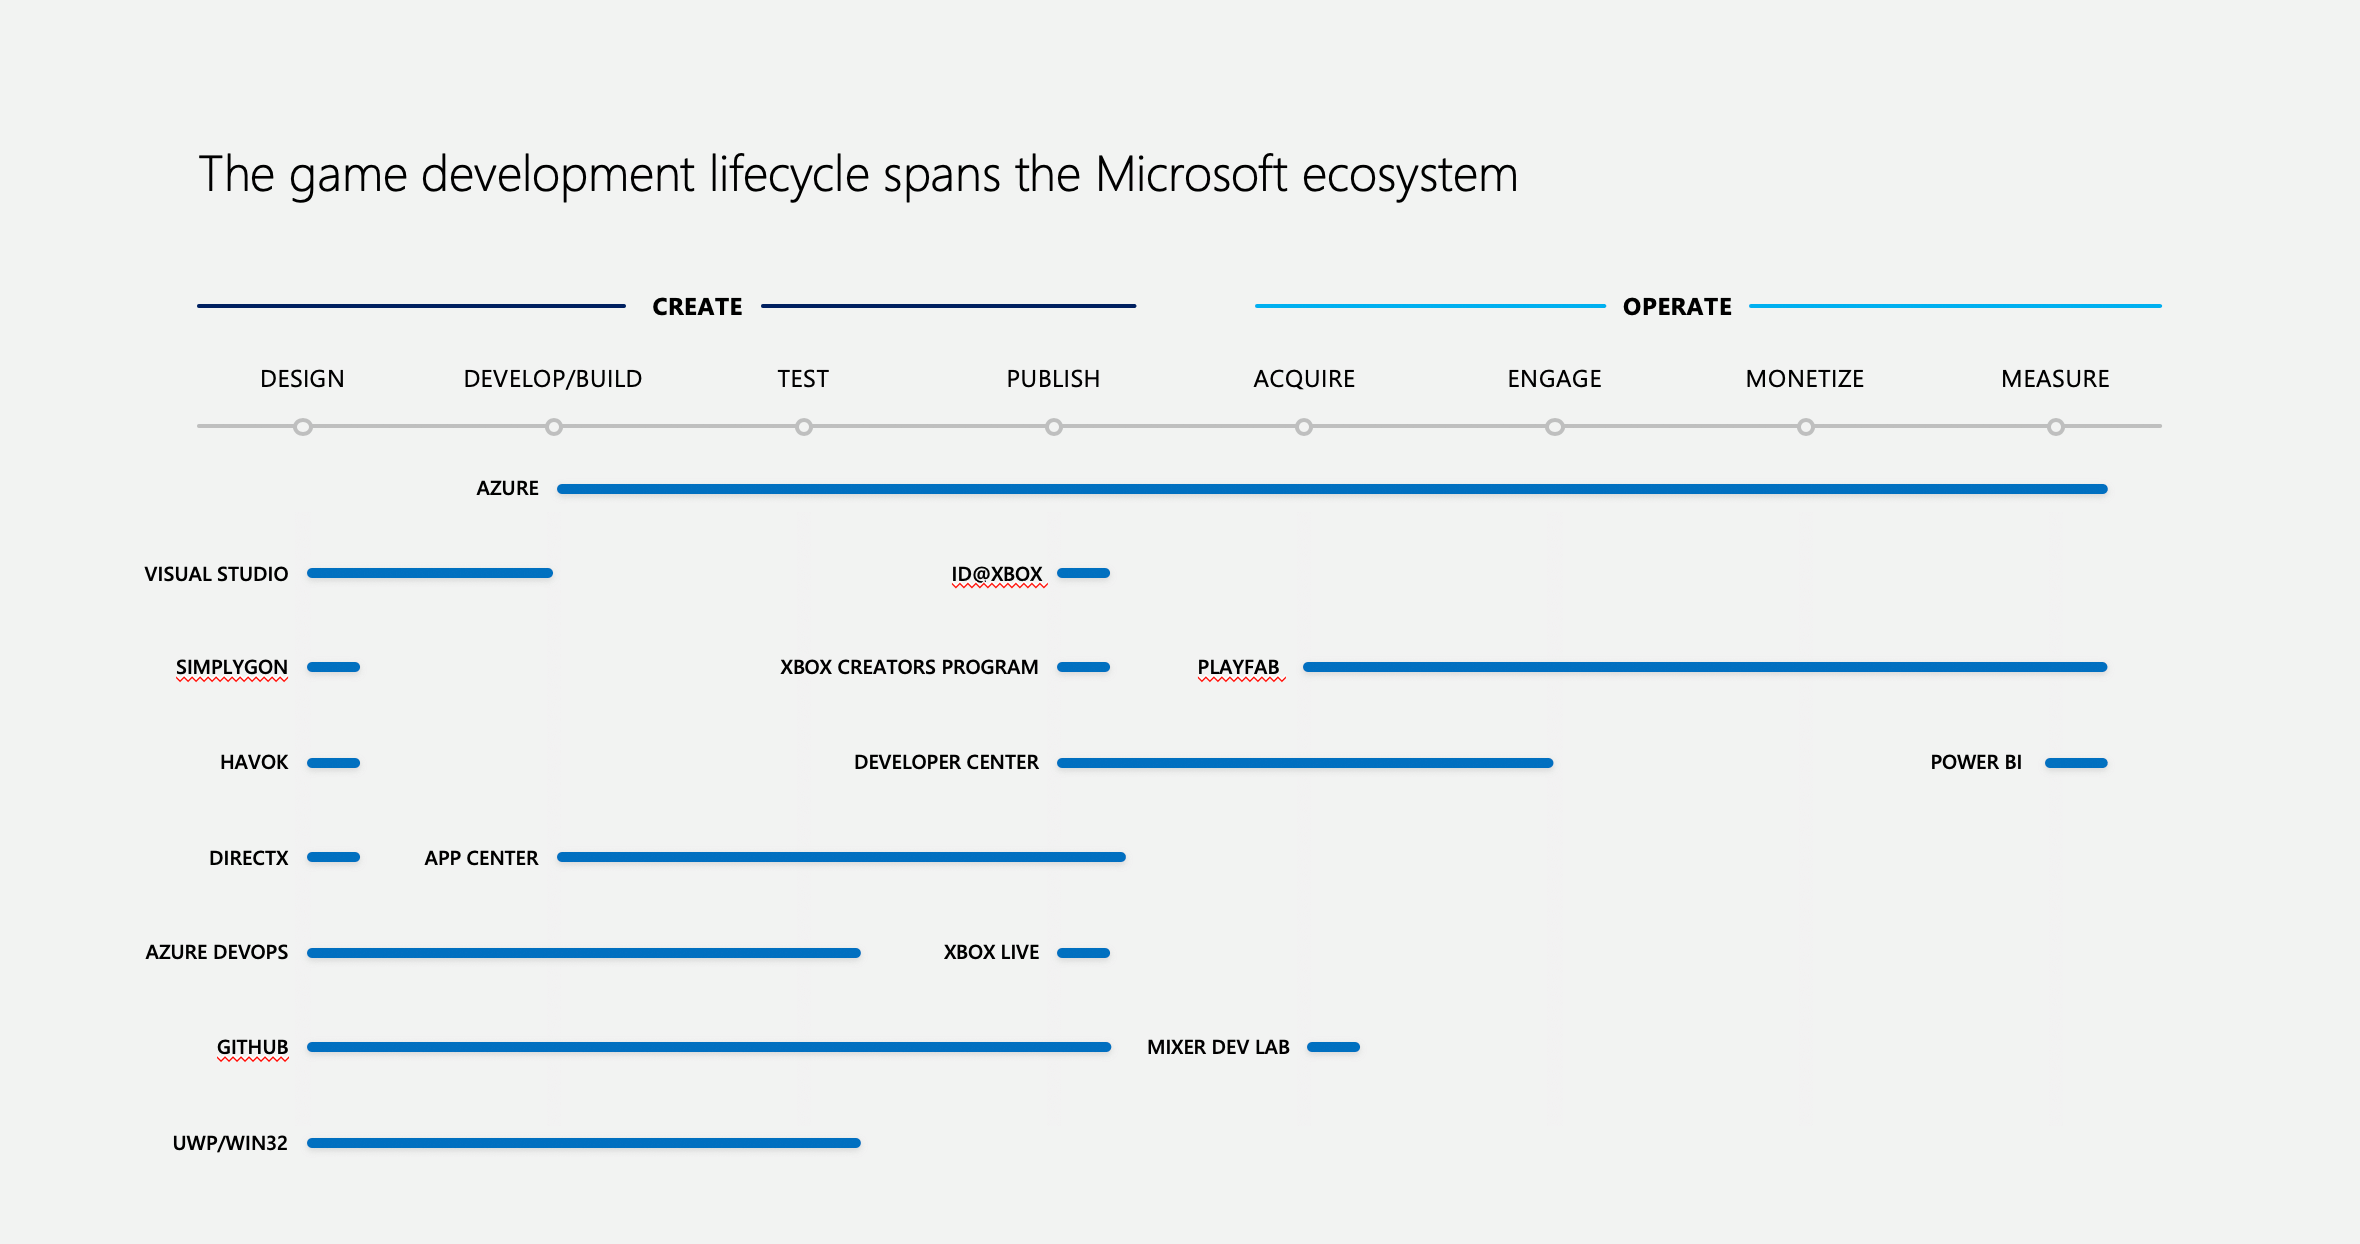 The game development lifecycle spans the Microsoft ecosystem
CREATE OPERATE
DESIGN DEVELOP/BUILD TEST PUBLISH ACQUIRE ENGAGE MONETIZE MEASURE
AZURE
VISUAL STUDIO ID@XBOX
SIMPLYGON XBOX CREATORS PROGRAM PLAYFAB
HAVOK DEVELOPER CENTER POWER BI
DIRECTX APP CENTER
AZURE DEVOPS XBOX LIVE
GITHUB MIXER DEV LAB
UWP/WIN32